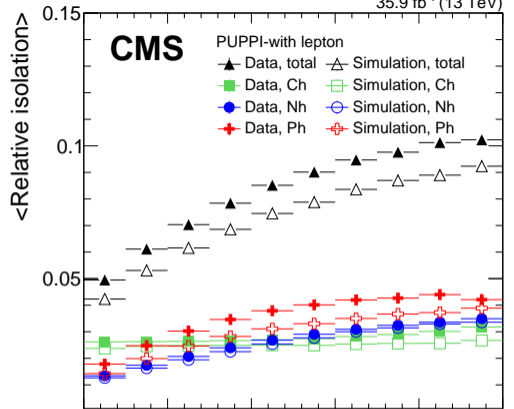 35.9 fb⁻¹ (13 TeV)
0.15
CMS
PUPPI-with lepton
Data, total
Simulation, total
Data, Ch
Simulation, Ch
Data, Nh
Simulation, Nh
Data, Ph
Simulation, Ph
0.1
0.05
<Relative isolation>